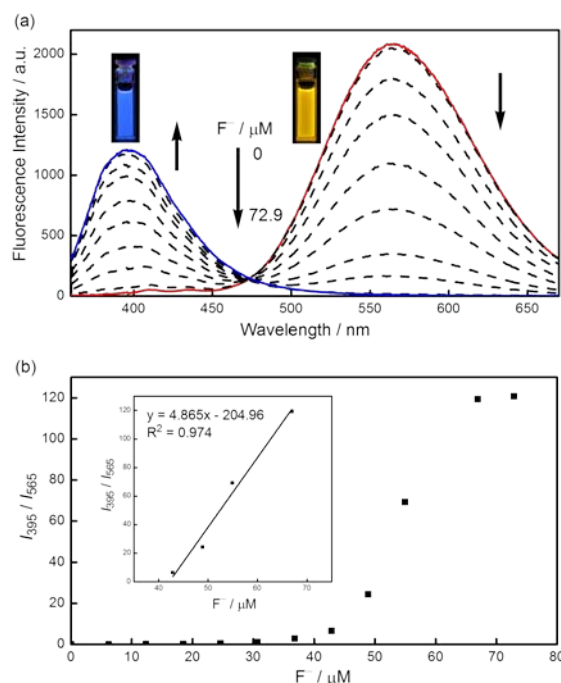 (a)
2000
1500
1000
500
0
Fluorescence Intensity / a.u.
F⁻ / μM
0
72.9
400 450 500 550 600 650
Wavelength / nm
(b)
120
100
80
60
40
20
0
I395 / I565
y = 4.865x - 204.96
R² = 0.974
120
100
80
60
40
20
0
I395 / I565
40 50 60 70
F⁻ / μM
0 10 20 30 40 50 60 70 80
F⁻ / μM